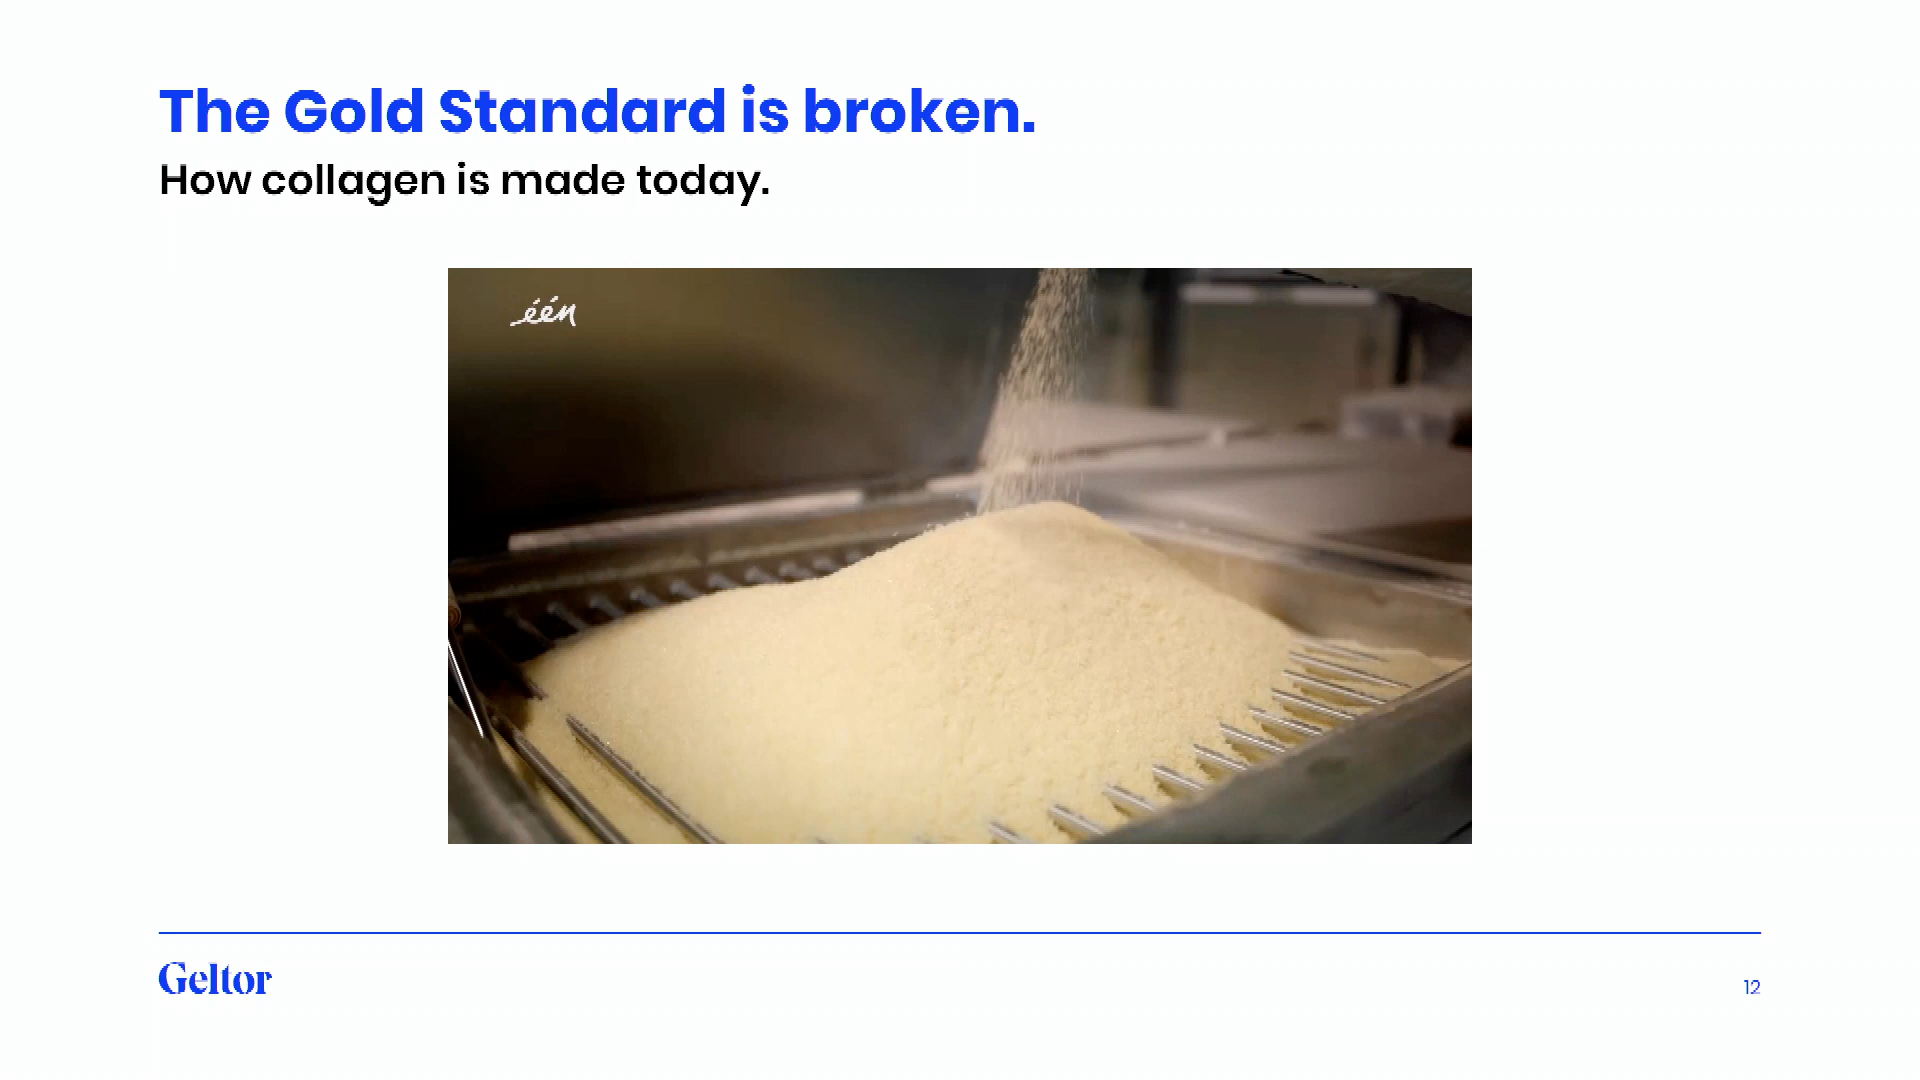 The Gold Standard is broken.
How collagen is made today.
één
Geltor
12